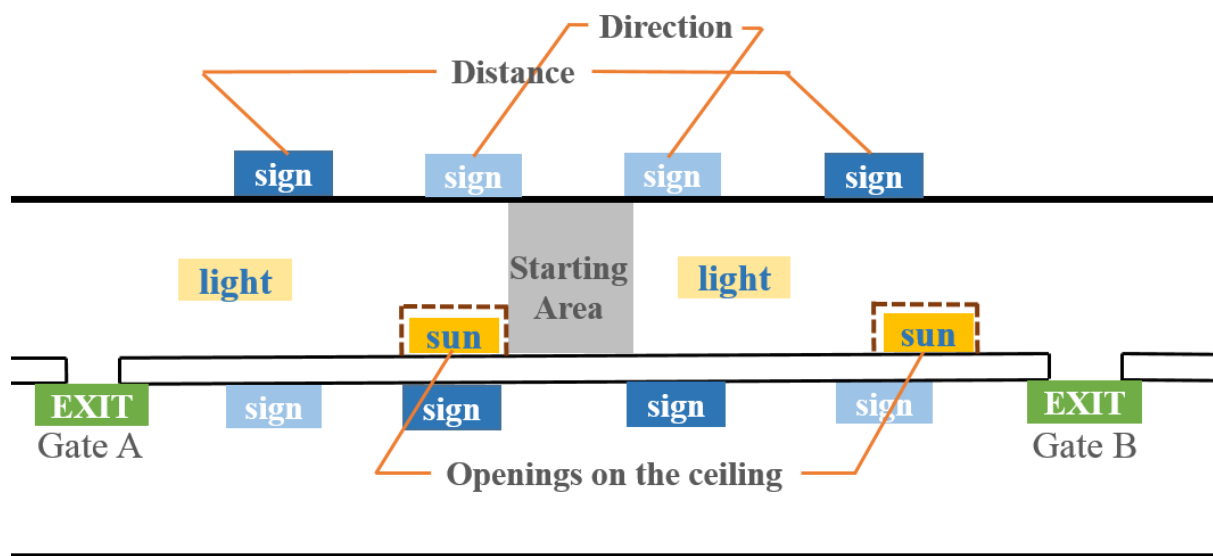 Direction
Distance
sign
sign
sign
sign
light
Starting
Area
light
sun
sun
EXIT
sign
sign
sign
sign
EXIT
Gate A
Gate B
Openings on the ceiling